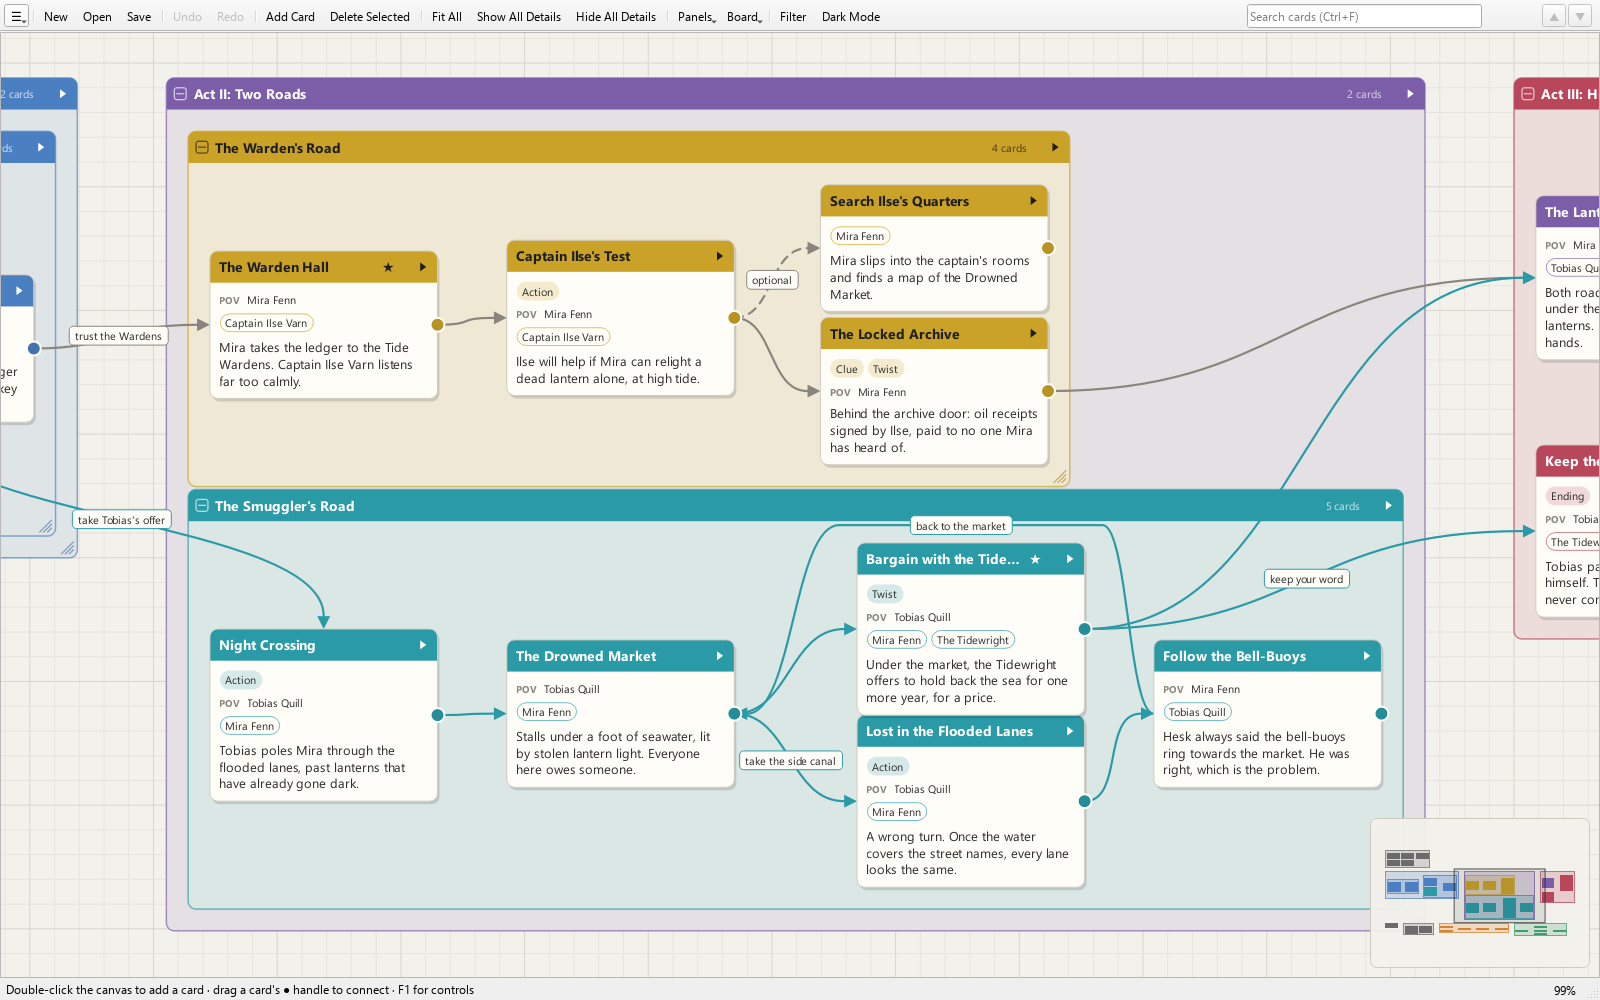 New Open Save Undo Redo Add Card Delete Selected Fit All Show All Details Hide All Details Panels Board Filter Dark Mode Search cards (Ctrl+F)
2 cards
Act II: Two Roads 2 cards
Act III: H
The Warden's Road 4 cards
trust the Wardens
The Warden Hall ★
POV Mira Fenn
Captain Ilse Varn
Mira takes the ledger to the Tide
Wardens. Captain Ilse Varn listens
far too calmly.
Captain Ilse's Test
Action
POV Mira Fenn
Captain Ilse Varn
Ilse will help if Mira can relight a
dead lantern alone, at high tide.
optional
Search Ilse's Quarters
Mira Fenn
Mira slips into the captain's rooms
and finds a map of the Drowned
Market.
The Locked Archive
Clue Twist
POV Mira Fenn
Behind the archive door: oil receipts
signed by Ilse, paid to no one Mira
has heard of.
POV Mira
Both road
under the
lanterns.
hands.
The Smuggler's Road 5 cards
take Tobias's offer
back to the market
Night Crossing
Action
POV Tobias Quill
Mira Fenn
Tobias poles Mira through the
flooded lanes, past lanterns that
have already gone dark.
The Drowned Market
POV Tobias Quill
Mira Fenn
Stalls under a foot of seawater, lit
by stolen lantern light. Everyone
here owes someone.
take the side canal
Bargain with the Tide... ★
Twist
POV Tobias Quill
Mira Fenn The Tidewright
Under the market, the Tidewright
offers to hold back the sea for one
more year, for a price.
Lost in the Flooded Lanes
Action
POV Tobias Quill
Mira Fenn
A wrong turn. Once the water
covers the street names, every lane
looks the same.
keep your word
Follow the Bell-Buoys
POV Mira Fenn
Tobias Quill
Hesk always said the bell-buoys
ring towards the market. He was
right, which is the problem.
Keep the
Ending
POV Tobia
The Tidew
Tobias pa
himself. T
never con
Double-click the canvas to add a card · drag a card's ● handle to connect · F1 for controls 99%